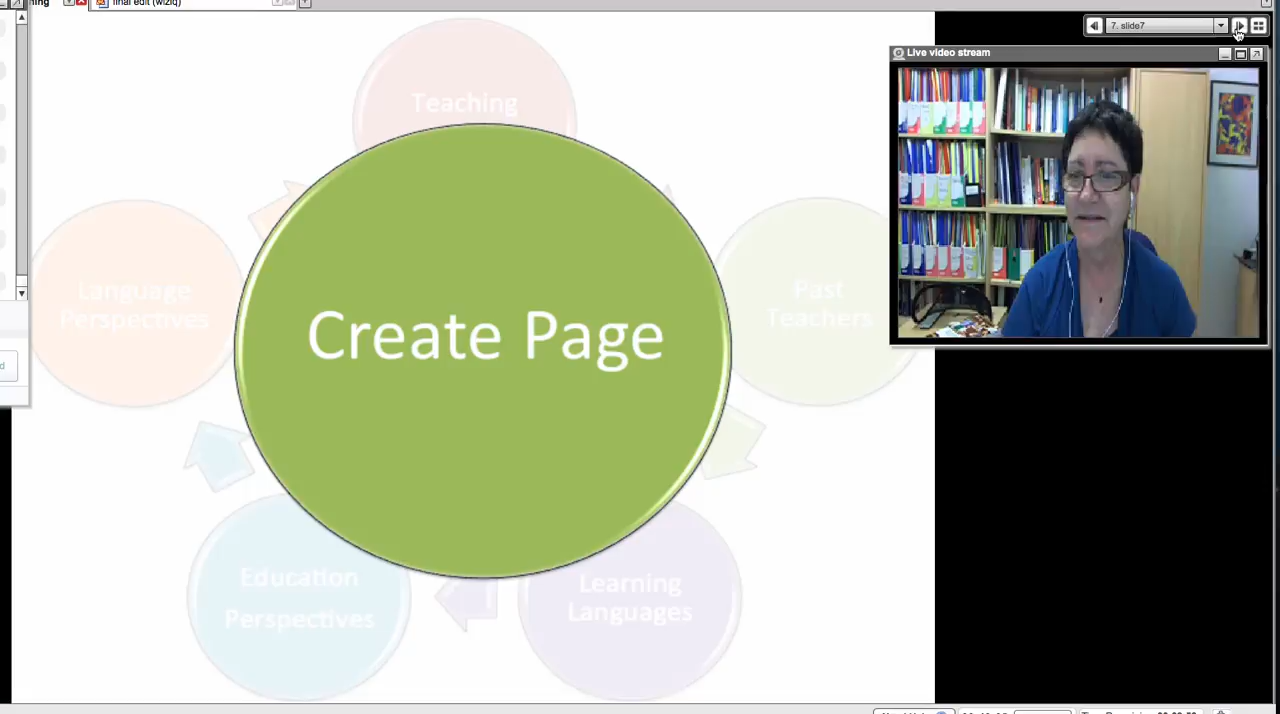 final edit (wiziq)
7. slide7
Live video stream
Teaching
Language
Perspectives
Past
Teachers
Create Page
Education
Perspectives
Learning
Languages